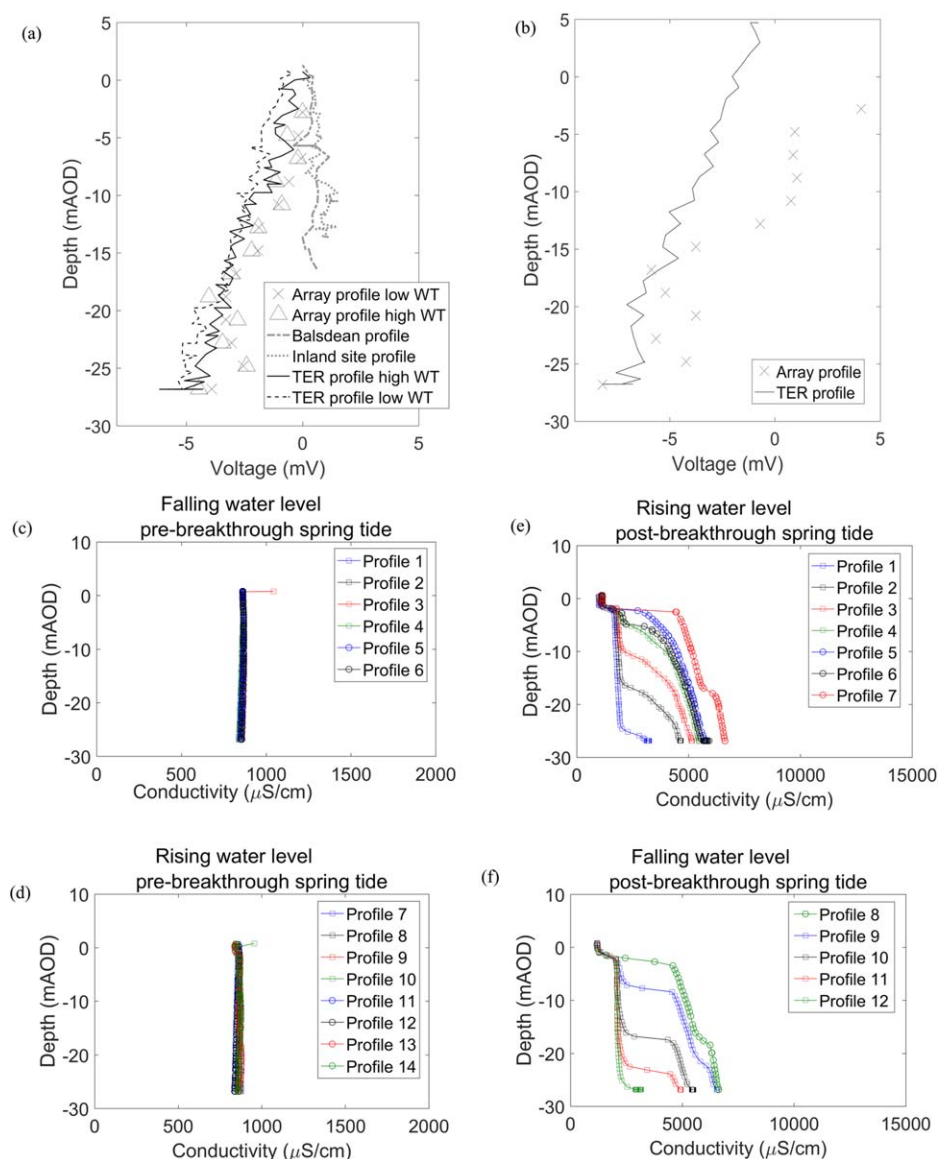 (a)
5
0
-5
-10
-15
-20
-25
-30
Depth (mAOD)
-5
0
5
Voltage (mV)
Array profile low WT
Array profile high WT
Balsdean profile
Inland site profile
TER profile high WT
TER profile low WT
(b)
5
0
-5
-10
-15
-20
-25
-30
Depth (mAOD)
-5
0
5
Voltage (mV)
Array profile
TER profile
(c)
Falling water level
pre-breakthrough spring tide
10
0
-10
-20
-30
Depth (mAOD)
0
500
1000
1500
2000
Conductivity (μS/cm)
Profile 1
Profile 2
Profile 3
Profile 4
Profile 5
Profile 6
(e)
Rising water level
post-breakthrough spring tide
10
0
-10
-20
-30
Depth (mAOD)
0
5000
10000
15000
Conductivity (μS/cm)
Profile 1
Profile 2
Profile 3
Profile 4
Profile 5
Profile 6
Profile 7
(d)
Rising water level
pre-breakthrough spring tide
10
0
-10
-20
-30
Depth (mAOD)
0
500
1000
1500
2000
Conductivity (μS/cm)
Profile 7
Profile 8
Profile 9
Profile 10
Profile 11
Profile 12
Profile 13
Profile 14
(f)
Falling water level
post-breakthrough spring tide
10
0
-10
-20
-30
Depth (mAOD)
0
5000
10000
15000
Conductivity (μS/cm)
Profile 8
Profile 9
Profile 10
Profile 11
Profile 12